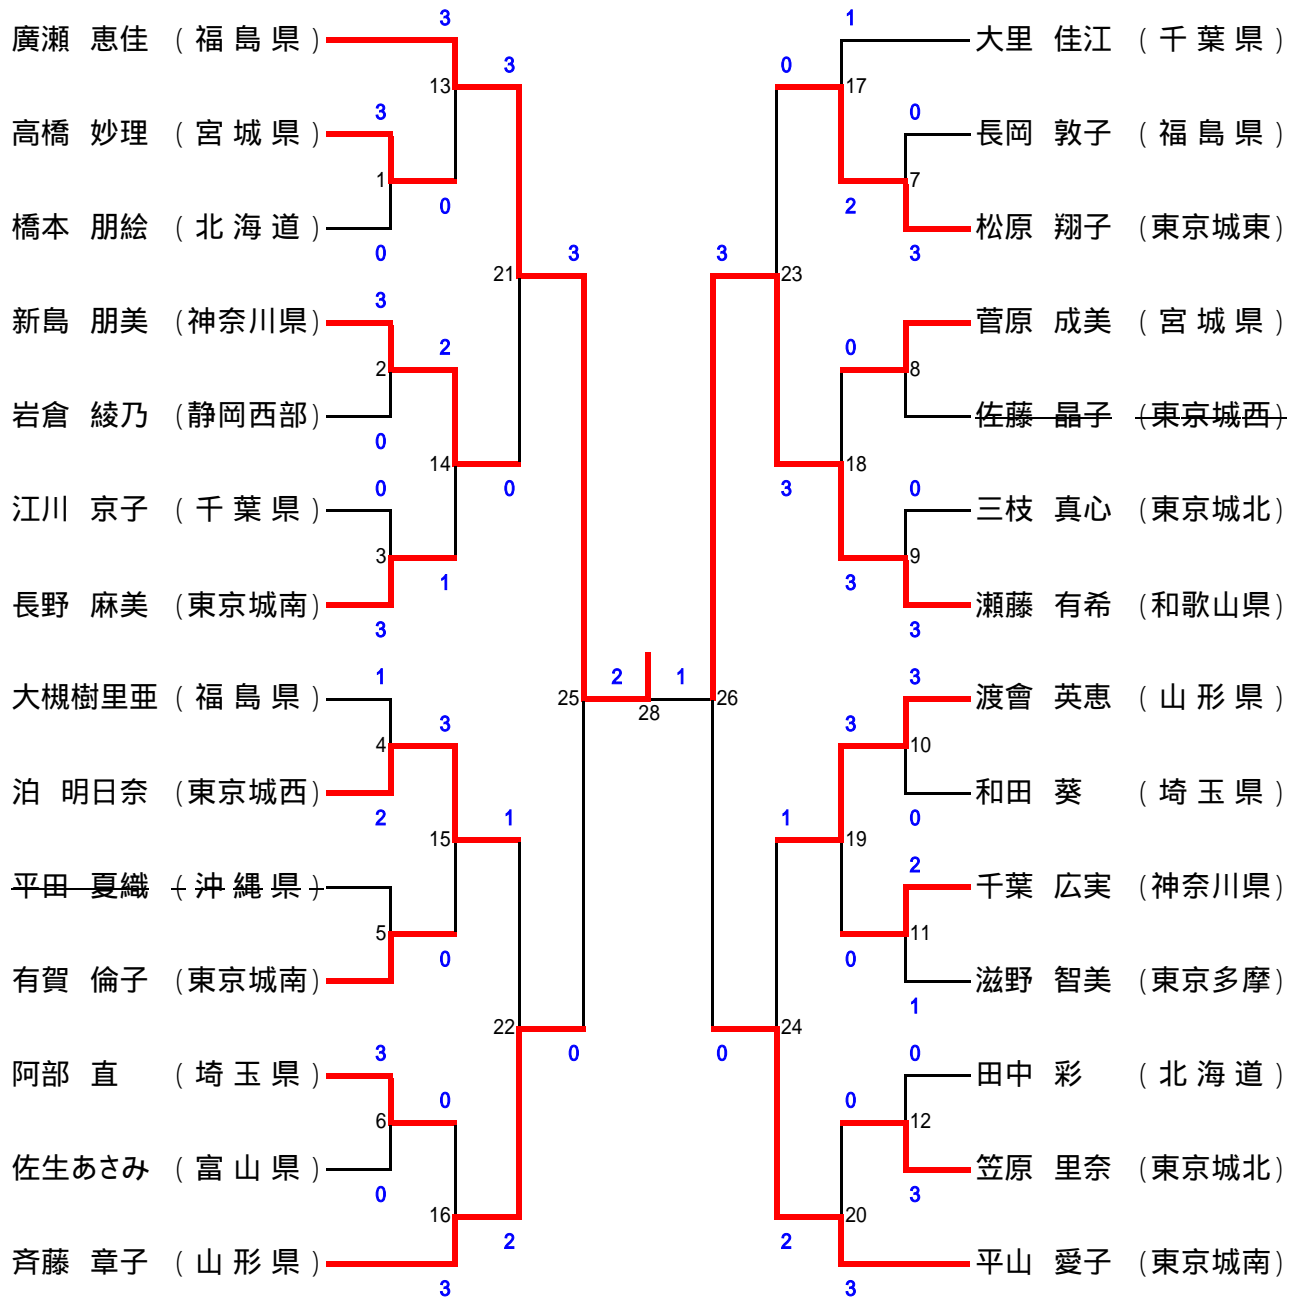 3 1
廣瀬 恵佳 (福島県) 大里 佳江 (千葉県)
3 0
13 17
3 0
高橋 妙理 (宮城県) 長岡 敦子 (福島県)
1 7
0 2
橋本 朋絵 (北海道) 松原 翔子 (東京城東)
0 3 3 3
21 23
3
新島 朋美 (神奈川県) 菅原 成美 (宮城県)
2 0
2 8
岩倉 綾乃 (静岡西部) 佐藤 晶子 (東京城西)
0
14 18
0 0 3 0
江川 京子 (千葉県) 三枝 真心 (東京城北)
3 9
1 3
長野 麻美 (東京城南) 瀬藤 有希 (和歌山県)
3 3
1 2 1 3
大槻樹里亜 (福島県) 25 26 渡會 英恵 (山形県)
28
3 3
4 10
泊 明日奈 (東京城西) 和田 葵 (埼玉県)
2 1 1 0
15 19
2
平田 夏織 (沖縄県) 千葉 広実 (神奈川県)
5 11
0 0
有賀 倫子 (東京城南) 滋野 智美 (東京多摩)
1
22 24
3 0 0 0
阿部 直 (埼玉県) 田中 彩 (北海道)
0 0
6 12
佐生あさみ (富山県) 笠原 里奈 (東京城北)
0 3
16 20
2 2
斉藤 章子 (山形県) 平山 愛子 (東京城南)
3 3